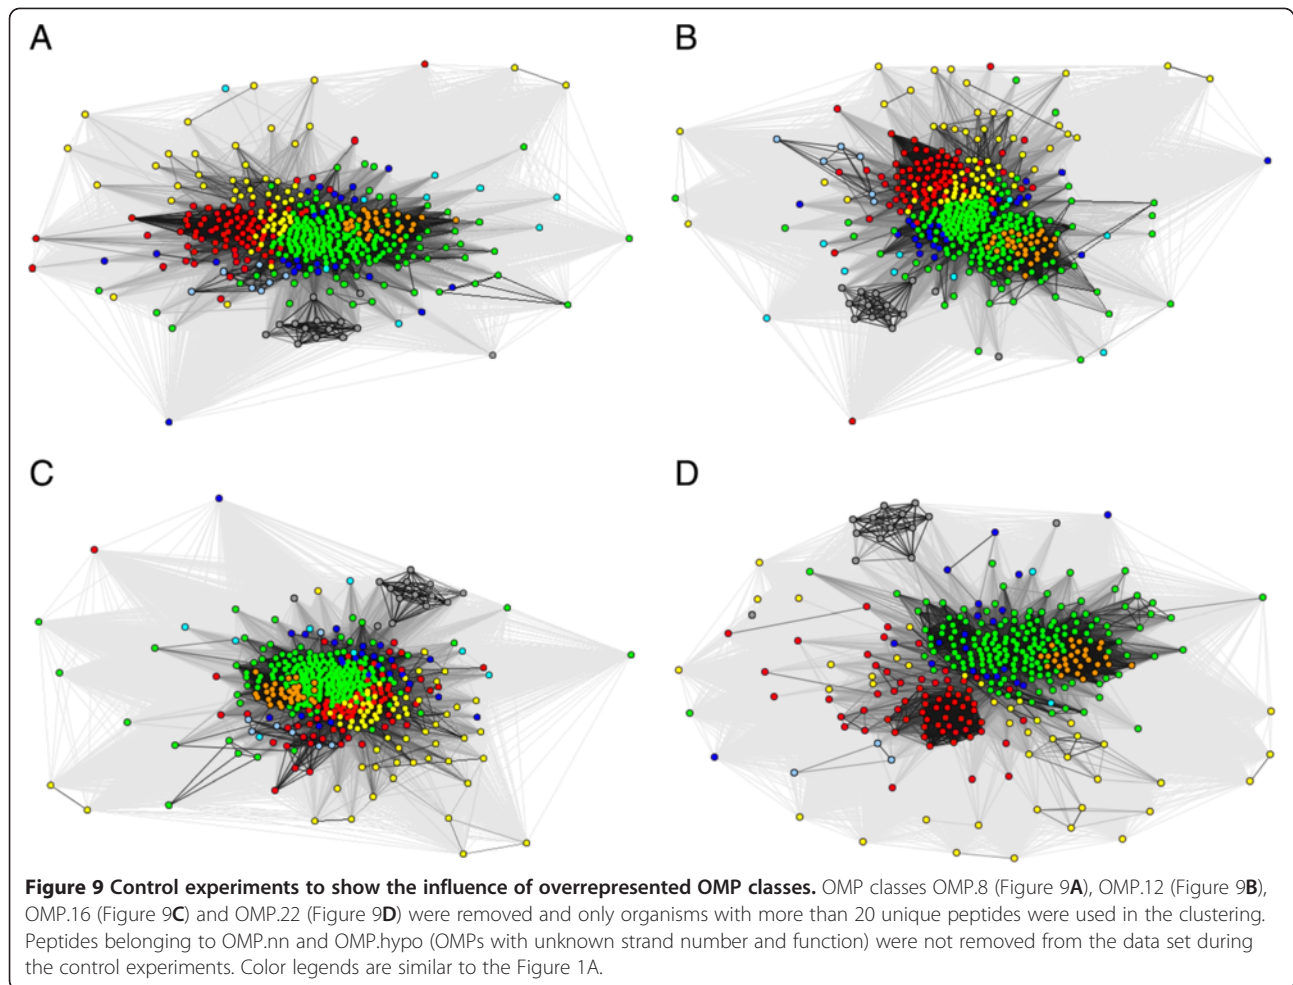 A
B
C
D
Figure 9 Control experiments to show the influence of overrepresented OMP classes. OMP classes OMP.8 (Figure 9A), OMP.12 (Figure 9B),
OMP.16 (Figure 9C) and OMP.22 (Figure 9D) were removed and only organisms with more than 20 unique peptides were used in the clustering.
Peptides belonging to OMP.nn and OMP.hypo (OMPs with unknown strand number and function) were not removed from the data set during
the control experiments. Color legends are similar to the Figure 1A.